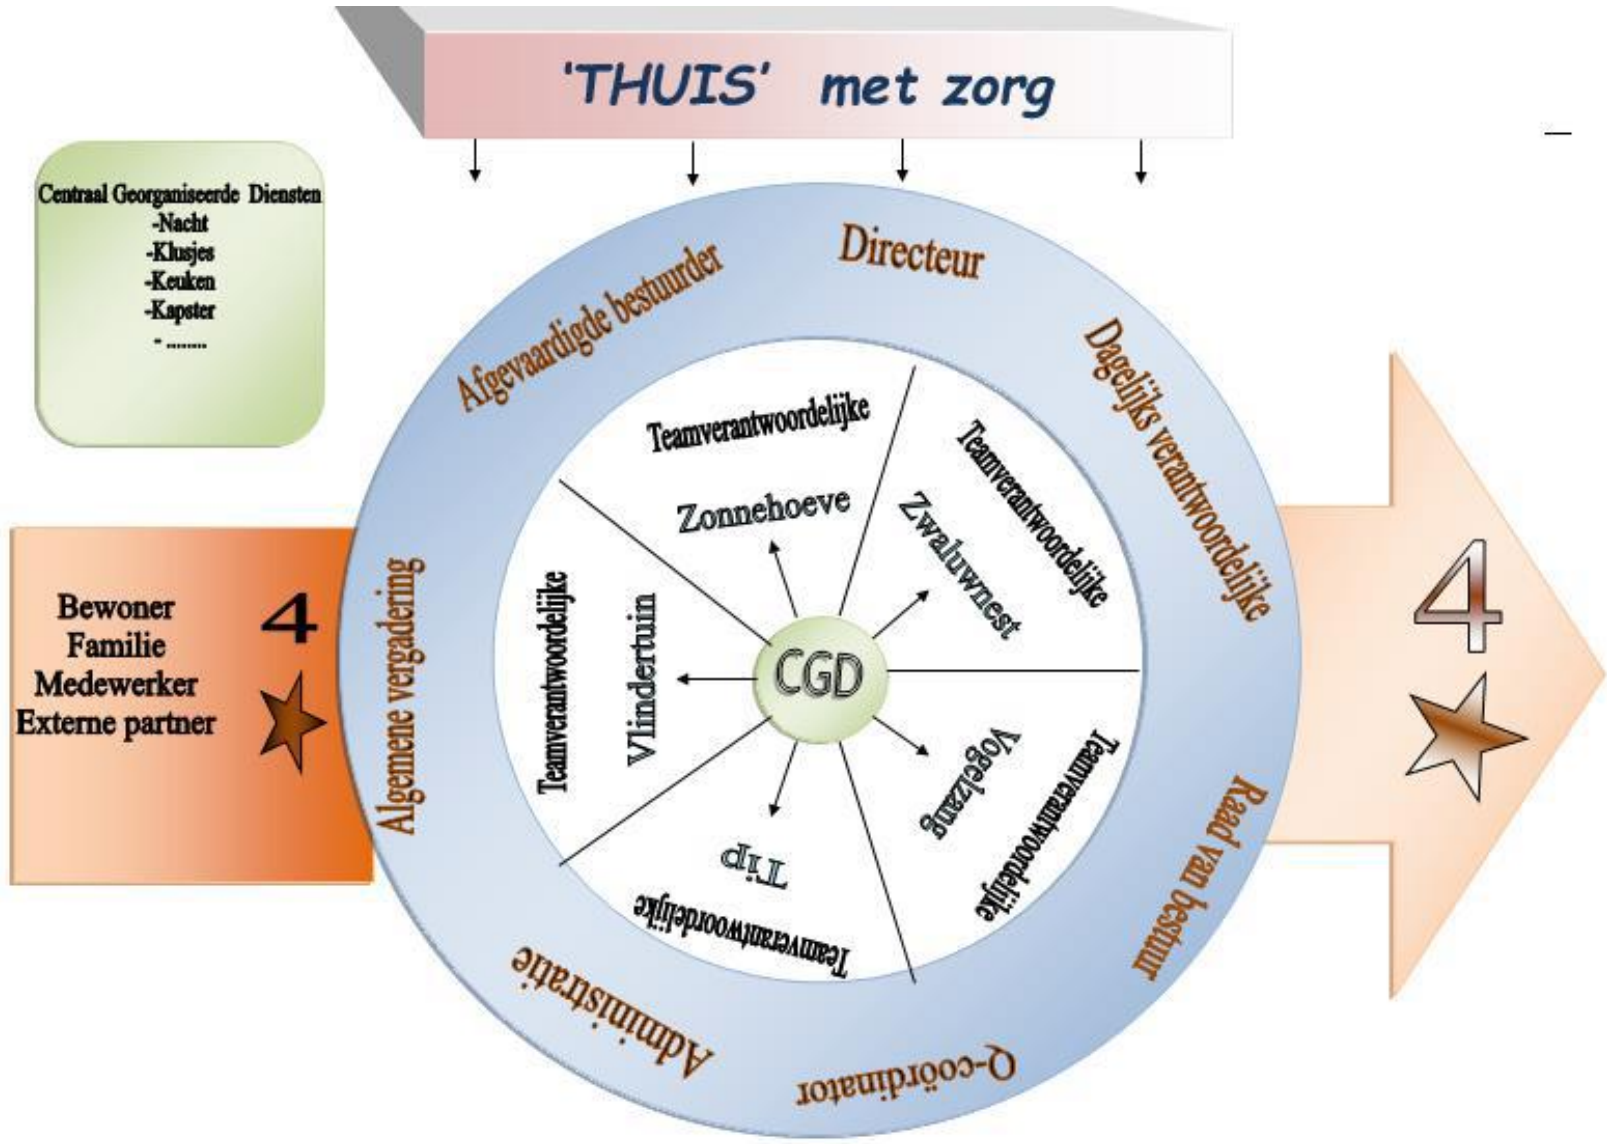 ‘THUIS’ met zorg
Centraal Georganiseerde Diensten
-Nacht
-Klusjes
-Keuken
-Kapster
- ........
Afgevaardigde bestuurder
Directeur
Dagelijks verantwoordelijke
Raad van bestuur
Q-coördinator
Administratie
Algemene vergadering
Teamverantwoordelijke
Zonnehoeve
Teamverantwoordelijke
Zwaluwnest
Teamverantwoordelijke
Vogelzang
Teamverantwoordelijke
Tip
Teamverantwoordelijke
Vlindertuin
CGD
Bewoner
Familie
Medewerker
Externe partner
4
4